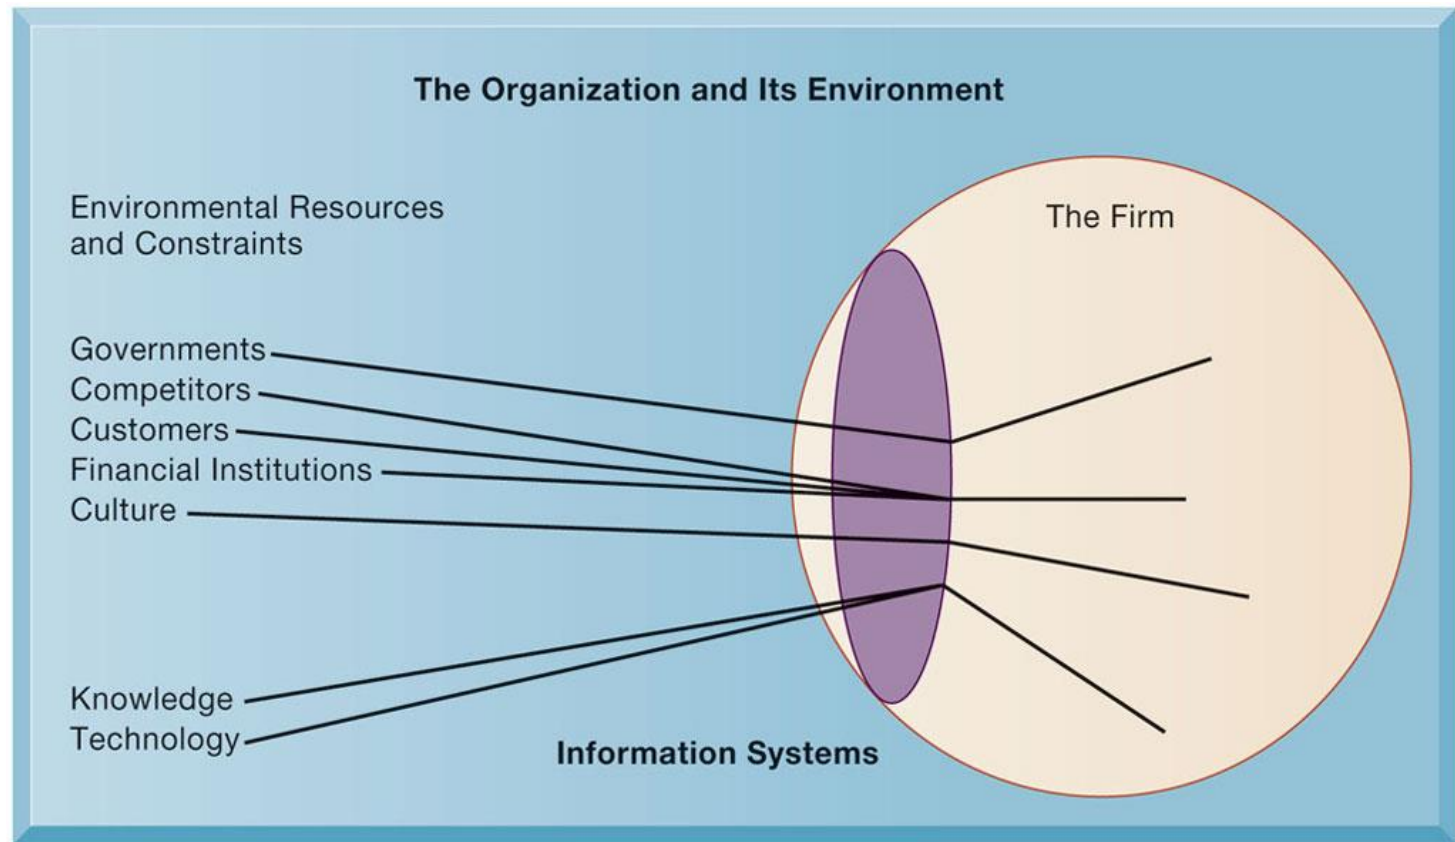 The Organization and Its Environment
Environmental Resources
and Constraints
The Firm
Governments
Competitors
Customers
Financial Institutions
Culture
Knowledge
Technology
Information Systems